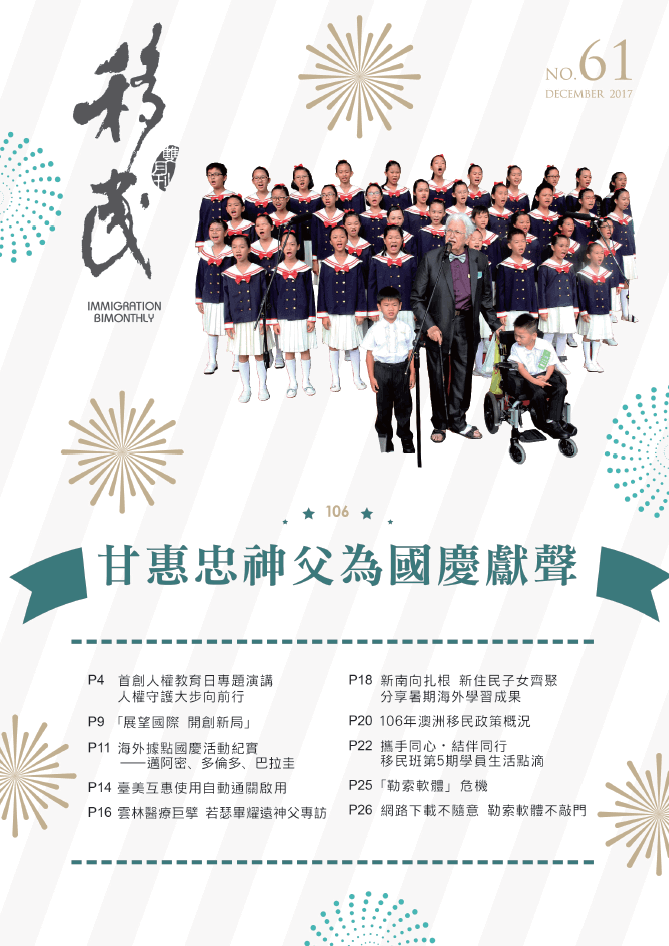 移民
雙月刊
IMMIGRATION
BIMONTHLY
NO.61
DECEMBER 2017
106
甘惠忠神父為國慶獻聲
P4 首創人權教育日專題演講
人權守護大步向前行
P9 「展望國際 開創新局」
P11 海外據點國慶活動紀實
——邁阿密、多倫多、巴拉圭
P14 臺美互惠使用自動通關啟用
P16 雲林醫療巨擘 若瑟畢耀遠神父專訪
P18 新南向扎根 新住民子女齊聚
分享暑期海外學習成果
P20 106年澳洲移民政策概況
P22 攜手同心・結伴同行
移民班第5期學員生活點滴
P25 「勒索軟體」危機
P26 網路下載不隨意 勒索軟體不敲門